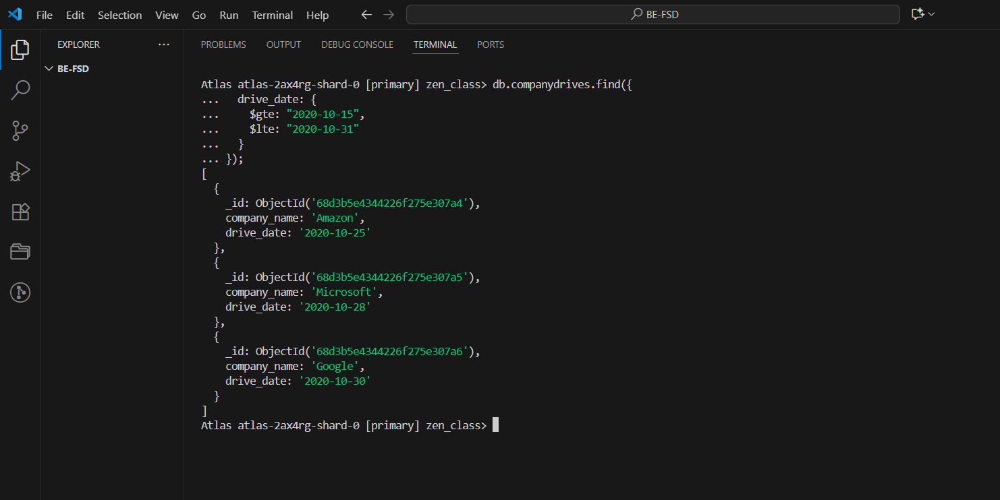 File Edit Selection View Go Run Terminal Help
BE-FSD
EXPLORER ...
BE-FSD
PROBLEMS OUTPUT DEBUG CONSOLE TERMINAL PORTS
Atlas atlas-2ax4rg-shard-0 [primary] zen_class> db.companydrives.find({
...   drive_date: {
...     $gte: "2020-10-15",
...     $lte: "2020-10-31"
...   }
... });
[
  {
    _id: ObjectId('68d3b5e4344226f275e307a4'),
    company_name: 'Amazon',
    drive_date: '2020-10-25'
  },
  {
    _id: ObjectId('68d3b5e4344226f275e307a5'),
    company_name: 'Microsoft',
    drive_date: '2020-10-28'
  },
  {
    _id: ObjectId('68d3b5e4344226f275e307a6'),
    company_name: 'Google',
    drive_date: '2020-10-30'
  }
]
Atlas atlas-2ax4rg-shard-0 [primary] zen_class>